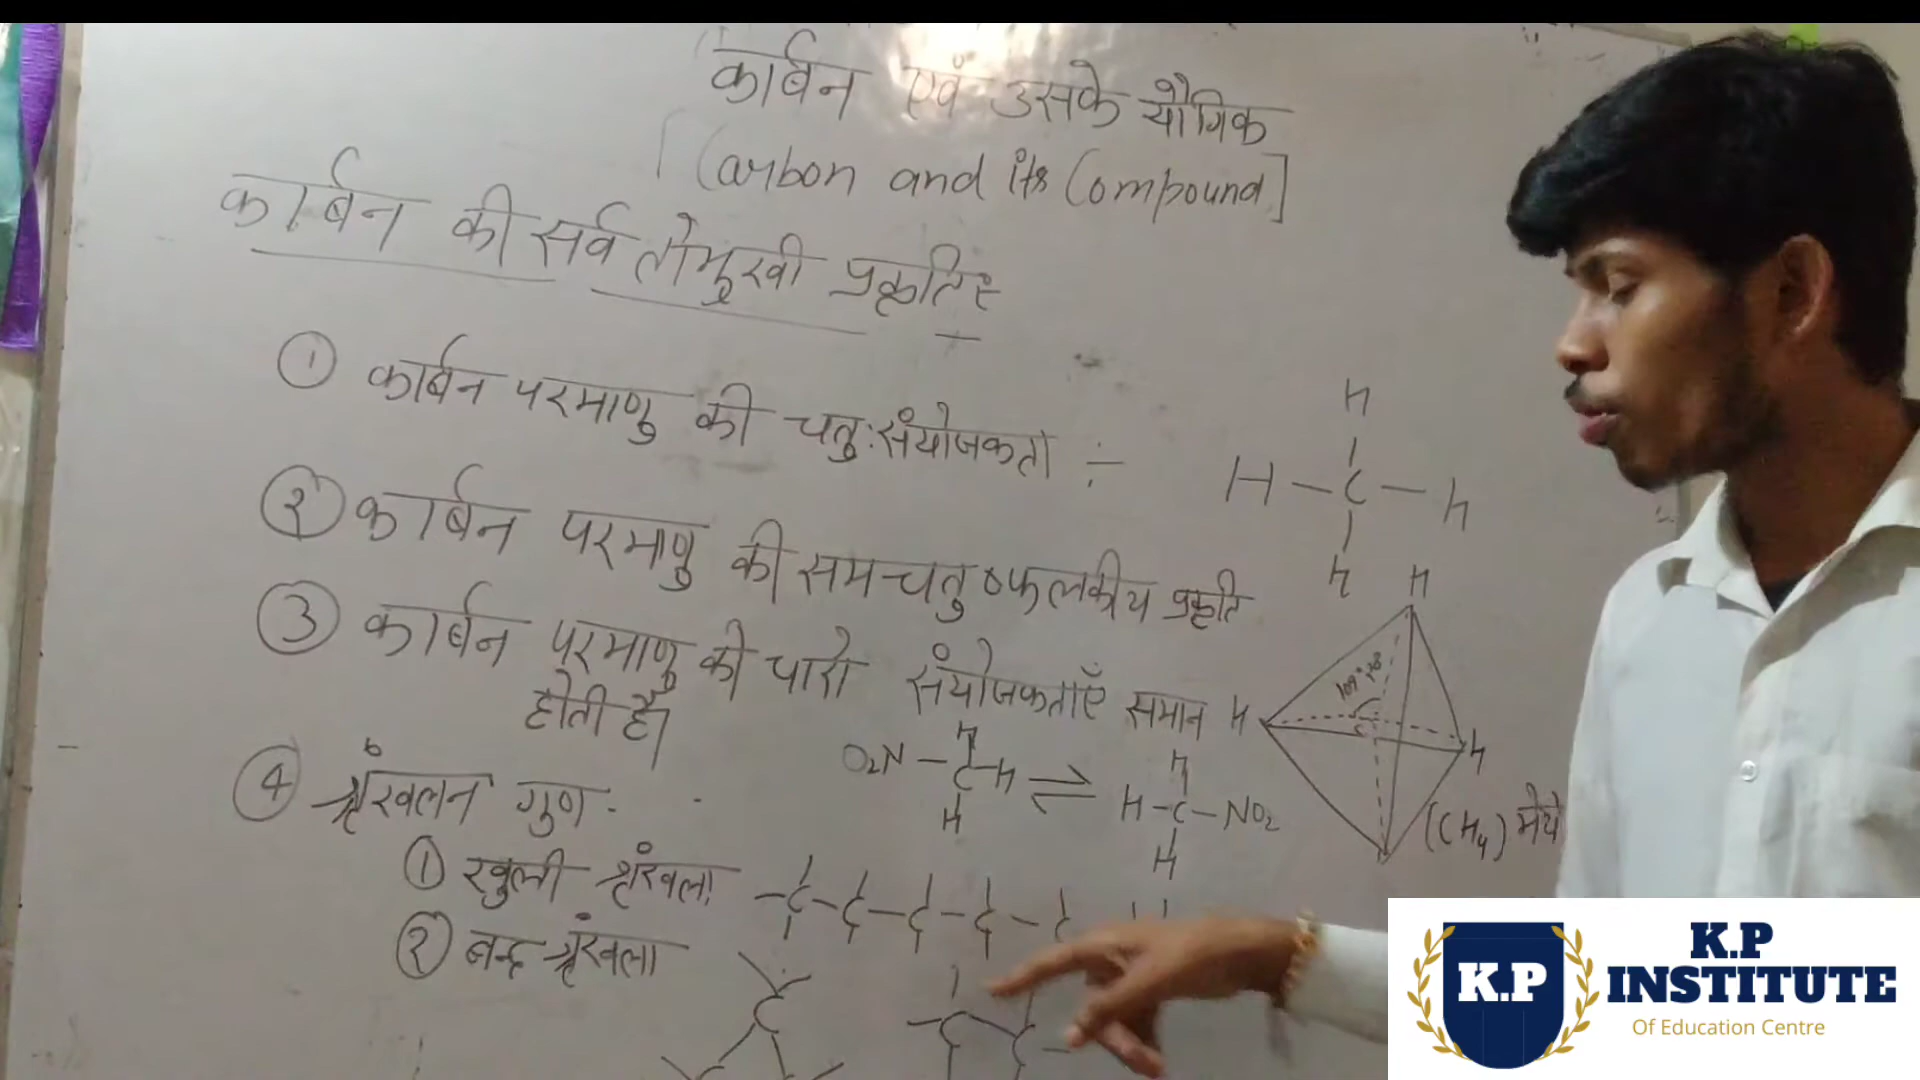 कार्बन एवं उसके यौगिक
[Carbon and its Compound]
कार्बन की सर्वतोमुखी प्रकृति :
① कार्बन परमाणु की चतु:संयोजकता ÷
② कार्बन परमाणु की समचतुष्फलकीय प्रकृति
③ कार्बन परमाणु की चारो संयोजकताएँ समान
होती है।
④ श्रृंखलन गुण
① खुली श्रृंखला
② बन्द श्रृंखला
H
H - C - H
H
H
109°28'
H C H
(CH₄)
H
O₂N - C - H ⇌
H
H
H - C - NO₂
H
- C - C - C - C - C
C
C C
K.P
K.P
INSTITUTE
Of Education Centre